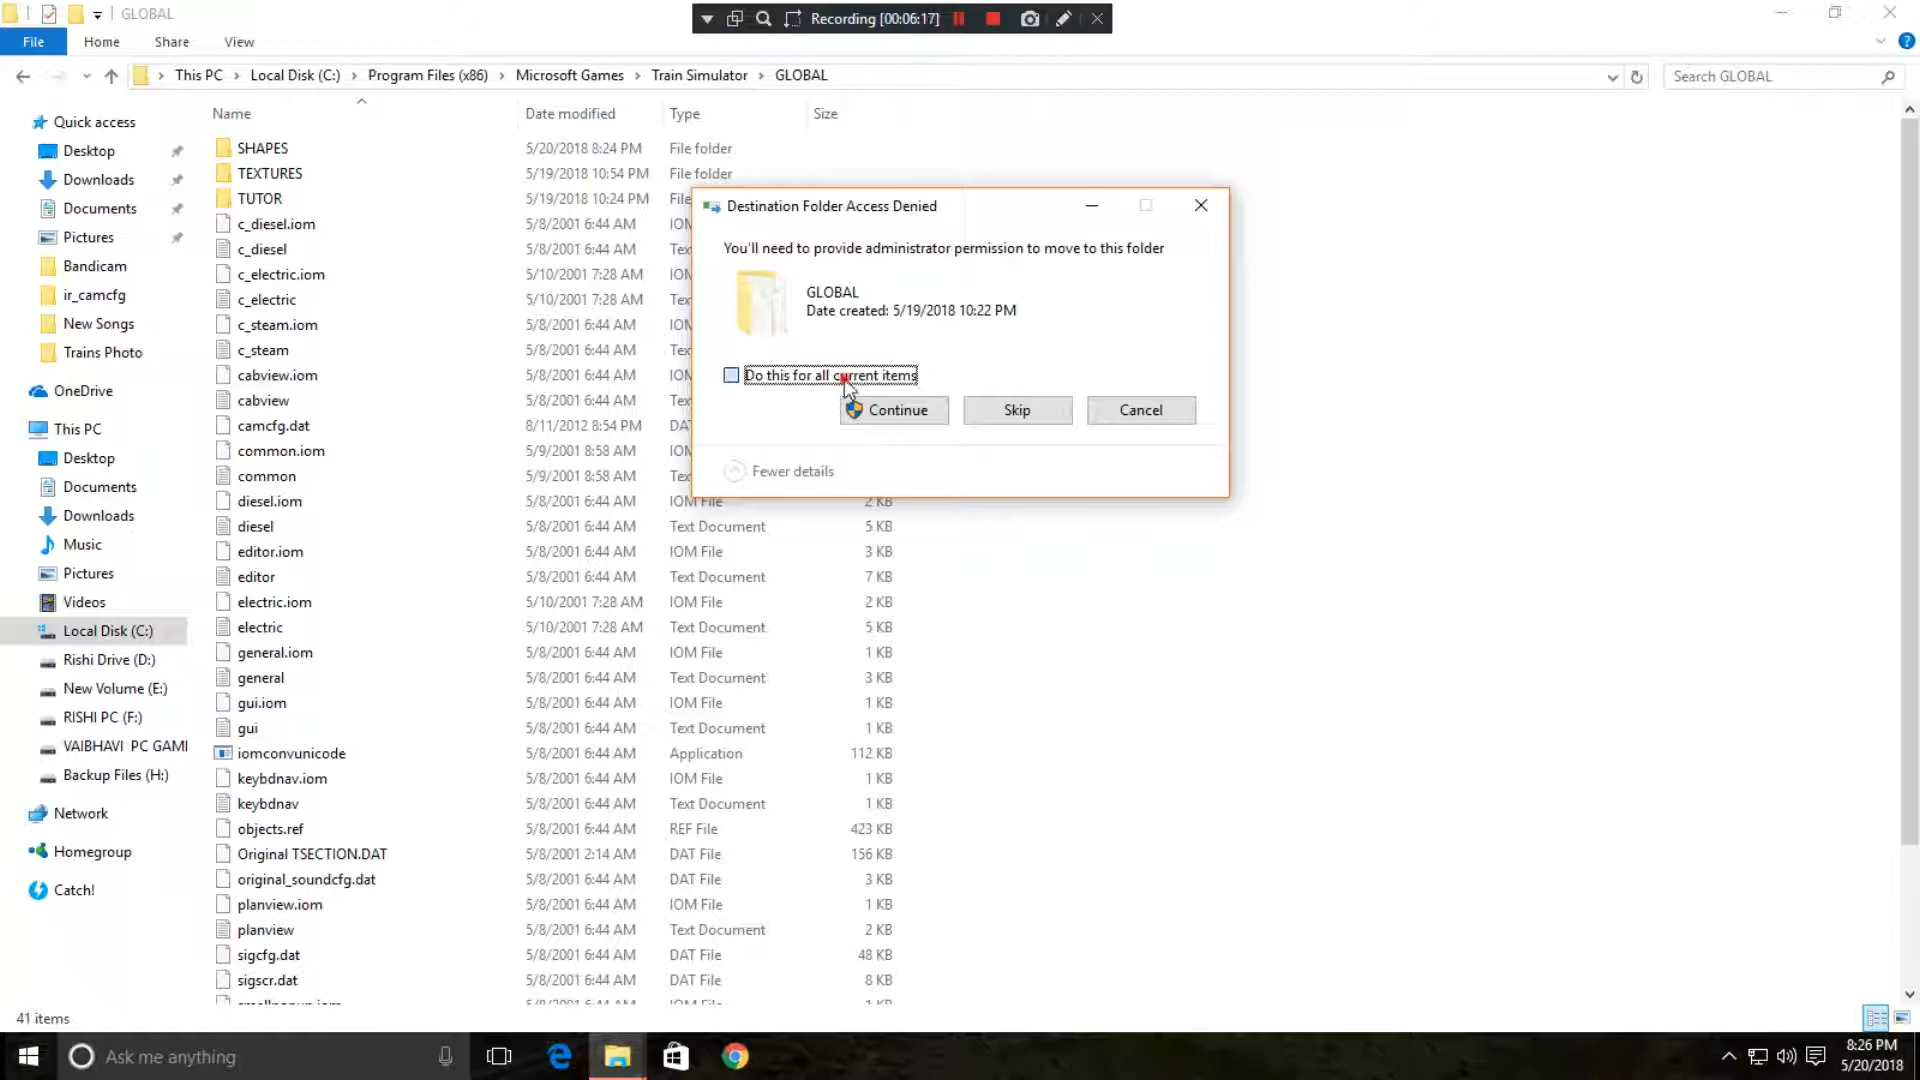 GLOBAL
Recording [00:06:17]
File Home Share View
This PC Local Disk (C:) Program Files (x86) Microsoft Games Train Simulator GLOBAL
Search GLOBAL
Name Date modified Type Size
Quick access
Desktop
Downloads
Documents
Pictures
Bandicam
ir_camcfg
New Songs
Trains Photo
OneDrive
This PC
Desktop
Documents
Downloads
Music
Pictures
Videos
Local Disk (C:)
Rishi Drive (D:)
New Volume (E:)
RISHI PC (F:)
VAIBHAVI PC GAMI
Backup Files (H:)
Network
Homegroup
Catch!
SHAPES 5/20/2018 8:24 PM File folder
TEXTURES 5/19/2018 10:54 PM File folder
TUTOR 5/19/2018 10:24 PM File
c_diesel.iom 5/8/2001 6:44 AM IOM
c_diesel 5/8/2001 6:44 AM Tex
c_electric.iom 5/10/2001 7:28 AM IOM
c_electric 5/10/2001 7:28 AM Tex
c_steam.iom 5/8/2001 6:44 AM IOM
c_steam 5/8/2001 6:44 AM Tex
cabview.iom 5/8/2001 6:44 AM IOM
cabview 5/8/2001 6:44 AM Tex
camcfg.dat 8/11/2012 8:54 PM DA
common.iom 5/9/2001 8:58 AM IOM
common 5/9/2001 8:58 AM Tex
diesel.iom 5/8/2001 6:44 AM IOM File 2 KB
diesel 5/8/2001 6:44 AM Text Document 5 KB
editor.iom 5/8/2001 6:44 AM IOM File 3 KB
editor 5/8/2001 6:44 AM Text Document 7 KB
electric.iom 5/10/2001 7:28 AM IOM File 2 KB
electric 5/10/2001 7:28 AM Text Document 5 KB
general.iom 5/8/2001 6:44 AM IOM File 1 KB
general 5/8/2001 6:44 AM Text Document 3 KB
gui.iom 5/8/2001 6:44 AM IOM File 1 KB
gui 5/8/2001 6:44 AM Text Document 1 KB
iomconvunicode 5/8/2001 6:44 AM Application 112 KB
keybdnav.iom 5/8/2001 6:44 AM IOM File 1 KB
keybdnav 5/8/2001 6:44 AM Text Document 1 KB
objects.ref 5/8/2001 6:44 AM REF File 423 KB
Original TSECTION.DAT 5/8/2001 2:14 AM DAT File 156 KB
original_soundcfg.dat 5/8/2001 6:44 AM DAT File 3 KB
planview.iom 5/8/2001 6:44 AM IOM File 1 KB
planview 5/8/2001 6:44 AM Text Document 2 KB
sigcfg.dat 5/8/2001 6:44 AM DAT File 48 KB
sigscr.dat 5/8/2001 6:44 AM DAT File 8 KB
Destination Folder Access Denied
You'll need to provide administrator permission to move to this folder
GLOBAL
Date created: 5/19/2018 10:22 PM
Do this for all current items
Continue Skip Cancel
Fewer details
41 items
Ask me anything
8:26 PM
5/20/2018